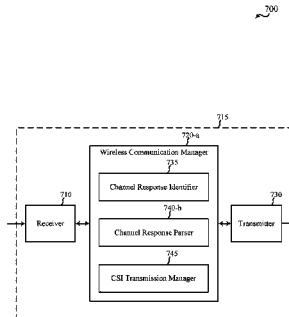 700
715
720-a
Wireless Communication Manager
735
Channel Response Identifier
710
Receiver
740-b
Channel Response Parser
730
Transmitter
745
CSI Transmission Manager